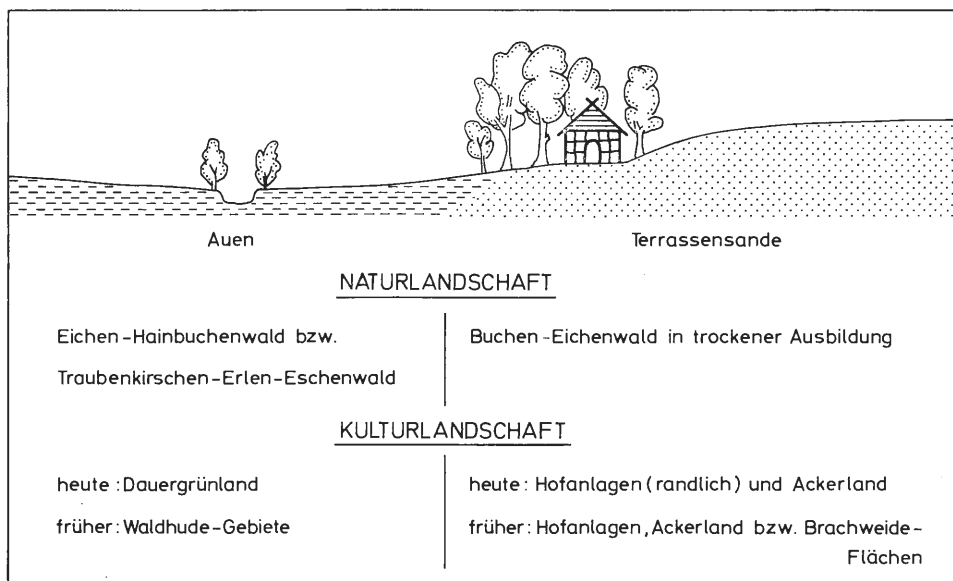 Auen
Terrassensande
NATURLANDSCHAFT
Eichen-Hainbuchenwald bzw.
Traubenkirschen-Erlen-Eschenwald
Buchen-Eichenwald in trockener Ausbildung
KULTURLANDSCHAFT
heute: Dauergrünland
früher: Waldhude-Gebiete
heute: Hofanlagen (randlich) und Ackerland
früher: Hofanlagen, Ackerland bzw. Brachweide-
Flächen